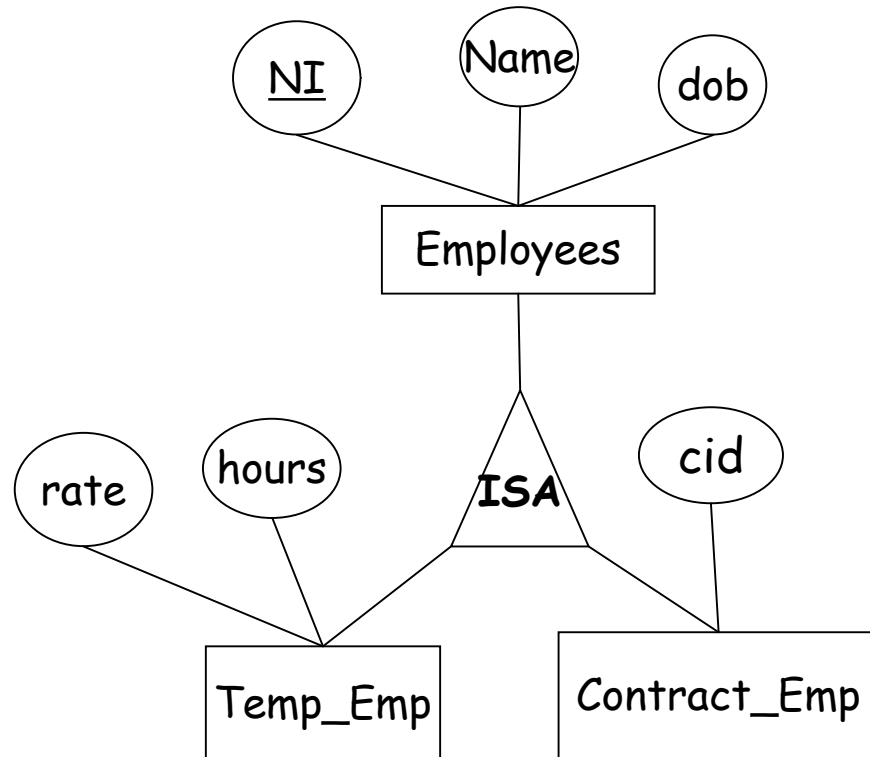 NI
Name
dob
Employees
rate
hours
ISA
cid
Temp_Emp
Contract_Emp